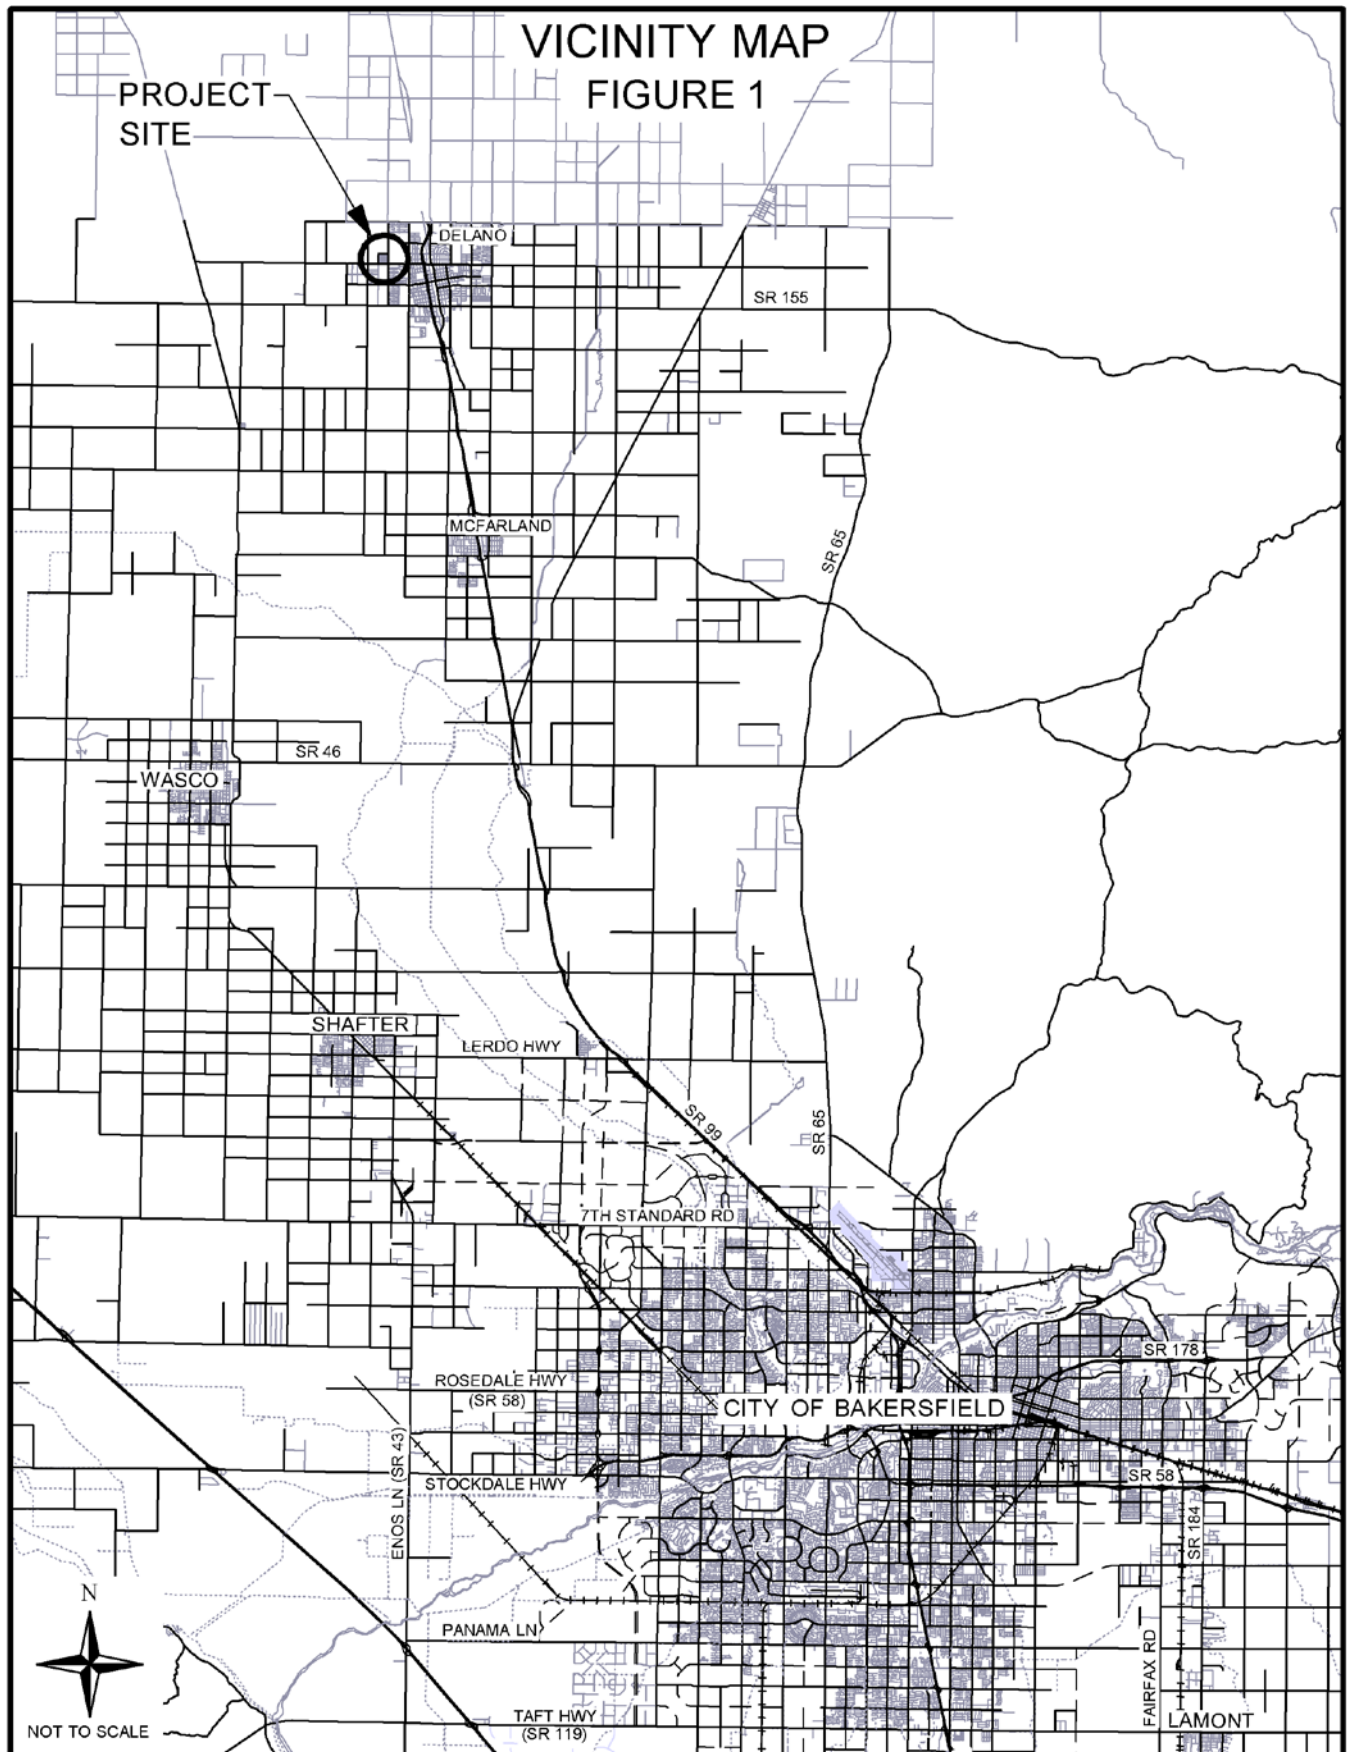 VICINITY MAP
FIGURE 1
PROJECT
SITE
DELANO
SR 155
MCFARLAND
SR 65
SR 46
WASCO
SHAFTER
LERDO HWY
SR 99
SR 65
7TH STANDARD RD
SR 178
ROSEDALE HWY
(SR 58)
CITY OF BAKERSFIELD
ENOS LN (SR 43)
STOCKDALE HWY
SR 58
SR 184
N
PANAMA LN
FAIRFAX RD
TAFT HWY
(SR 119)
LAMONT
NOT TO SCALE